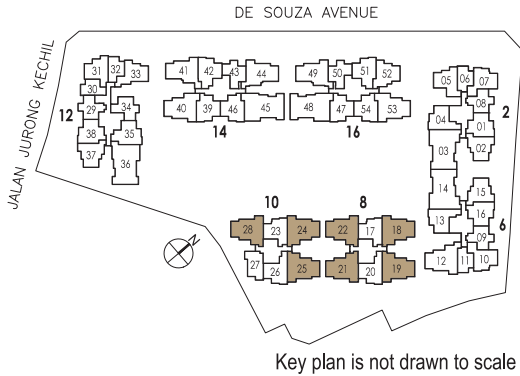 DE SOUZA AVENUE
JALAN JURONG KECHIL
31 32 33
30
29 34
38 35
37 36
12
41 42 43 44
40 39 46 45
14
49 50 51 52
48 47 54 53
16
05 06 07
08
04 01
03 02
2
14 15
13 16
09
12 11 10
6
10
28 23 24
27 26 25
8
22 17 18
21 20 19
N
Key plan is not drawn to scale